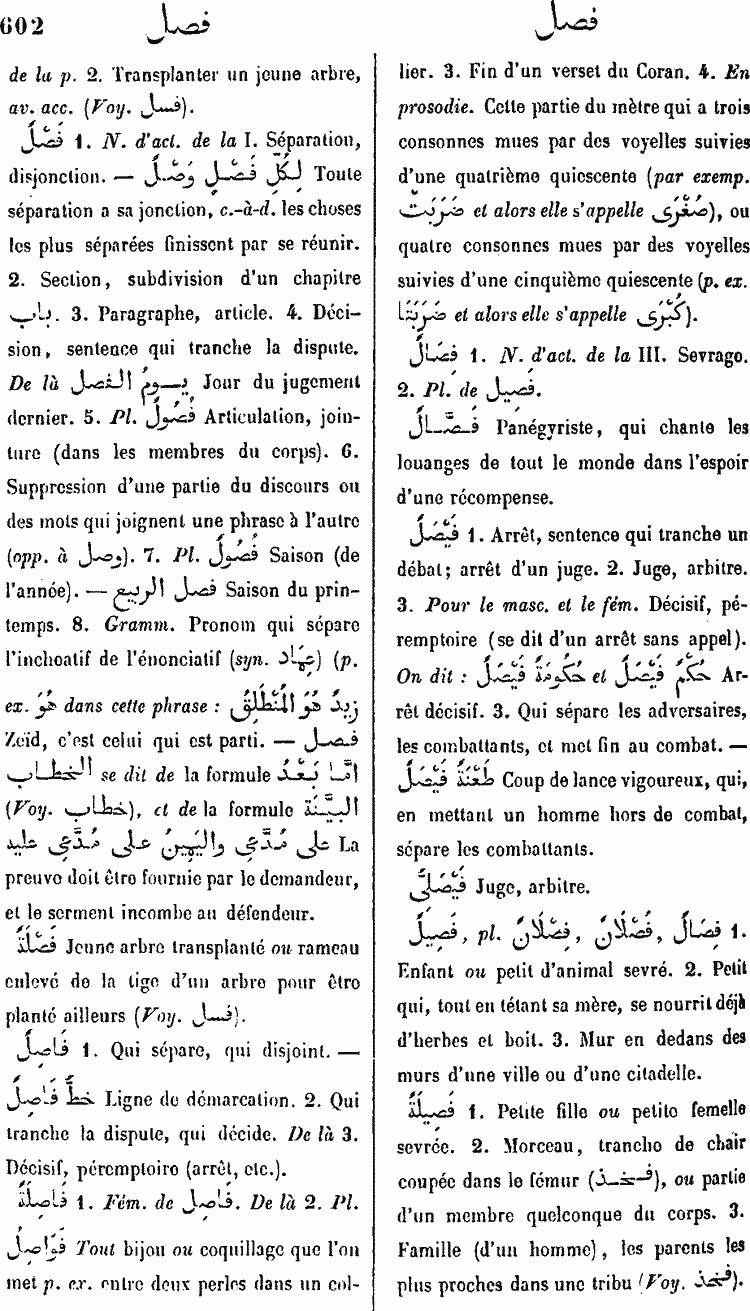 602 فصل فصل
de la p. 2. Transplanter un jeune arbre,
av. acc. (Voy. فسل).
فَصْلٌ 1. N. d'act. de la I. Séparation,
disjonction. — لِكُلِّ فَصْلٍ وَصْلٌ Toute
séparation a sa jonction, c.-à-d. les choses
les plus séparées finissent par se réunir.
2. Section, subdivision d'un chapitre
باب. 3. Paragraphe, article. 4. Déci-
sion, sentence qui tranche la dispute.
De là يومُ الفصل Jour du jugement
dernier. 5. Pl. فُصُولٌ Articulation, join-
ture (dans les membres du corps). 6.
Suppression d'une partie du discours ou
des mots qui joignent une phrase à l'autre
(opp. à وصل). 7. Pl. فُصُولٌ Saison (de
l'année). — فصل الربيع Saison du prin-
temps. 8. Gramm. Pronom qui sépare
l'inchoatif de l'énonciatif (syn. عِمَاد) (p.
ex. هُوَ dans cette phrase : زيدٌ هُوَ الْمُنْطَلِقُ
Zeïd, c'est celui qui est parti. — فصل
الخطاب se dit de la formule أَمَّا بَعْدُ
(Voy. خطاب), et de la formule البيّنة
على مُدَّعِى واليَمِينُ على مُدَّعَى عليه La
preuve doit être fournie par le demandeur,
et le serment incombe au défendeur.
فَصْلَةٌ Jeune arbre transplanté ou rameau
enlevé de la tige d'un arbre pour être
planté ailleurs (Voy. فسل).
فَاصِلٌ 1. Qui sépare, qui disjoint. —
خطٌّ فَاصِلٌ Ligne de démarcation. 2. Qui
tranche la dispute, qui décide. De là 3.
Décisif, péremptoire (arrêt, etc.).
فَاصِلَةٌ 1. Fém. de فَاصِل. De là 2. Pl.
فَوَاصِلُ Tout bijou ou coquillage que l'on
met p. ex. entre deux perles dans un col-
lier. 3. Fin d'un verset du Coran. 4. En
prosodie. Cette partie du mètre qui a trois
consonnes mues par des voyelles suivies
d'une quatrième quiescente (par exemp.
ضَرَبَتْ et alors elle s'appelle صُغْرَى), ou
quatre consonnes mues par des voyelles
suivies d'une cinquième quiescente (p. ex.
ضَرَبَتَا et alors elle s'appelle كُبْرَى).
فِصَالٌ 1. N. d'act. de la III. Sevrage.
2. Pl. de فصيل.
فَصَّالٌ Panégyriste, qui chante les
louanges de tout le monde dans l'espoir
d'une récompense.
فَيْصَلٌ 1. Arrêt, sentence qui tranche un
débat; arrêt d'un juge. 2. Juge, arbitre.
3. Pour le masc. et le fém. Décisif, pé-
remptoire (se dit d'un arrêt sans appel).
On dit : حُكُومَةٌ فَيْصَلٌ et حُكْمٌ فَيْصَلٌ Ar-
rêt décisif. 3. Qui sépare les adversaires,
les combattants, et met fin au combat. —
طَعْنَةٌ فَيْصَلٌ Coup de lance vigoureux, qui,
en mettant un homme hors de combat,
sépare les combattants.
فَيْصَلِىٌّ Juge, arbitre.
فَصِيلٌ, pl. فُصْلَانٌ, فِصْلَانٌ, فِصَالٌ 1.
Enfant ou petit d'animal sevré. 2. Petit
qui, tout en tétant sa mère, se nourrit déjà
d'herbes et boit. 3. Mur en dedans des
murs d'une ville ou d'une citadelle.
فَصِيلَةٌ 1. Petite fille ou petite femelle
sevrée. 2. Morceau, tranche de chair
coupée dans le fémur (فخذ), ou partie
d'un membre quelconque du corps. 3.
Famille (d'un homme), les parents les
plus proches dans une tribu (Voy. فخذ).